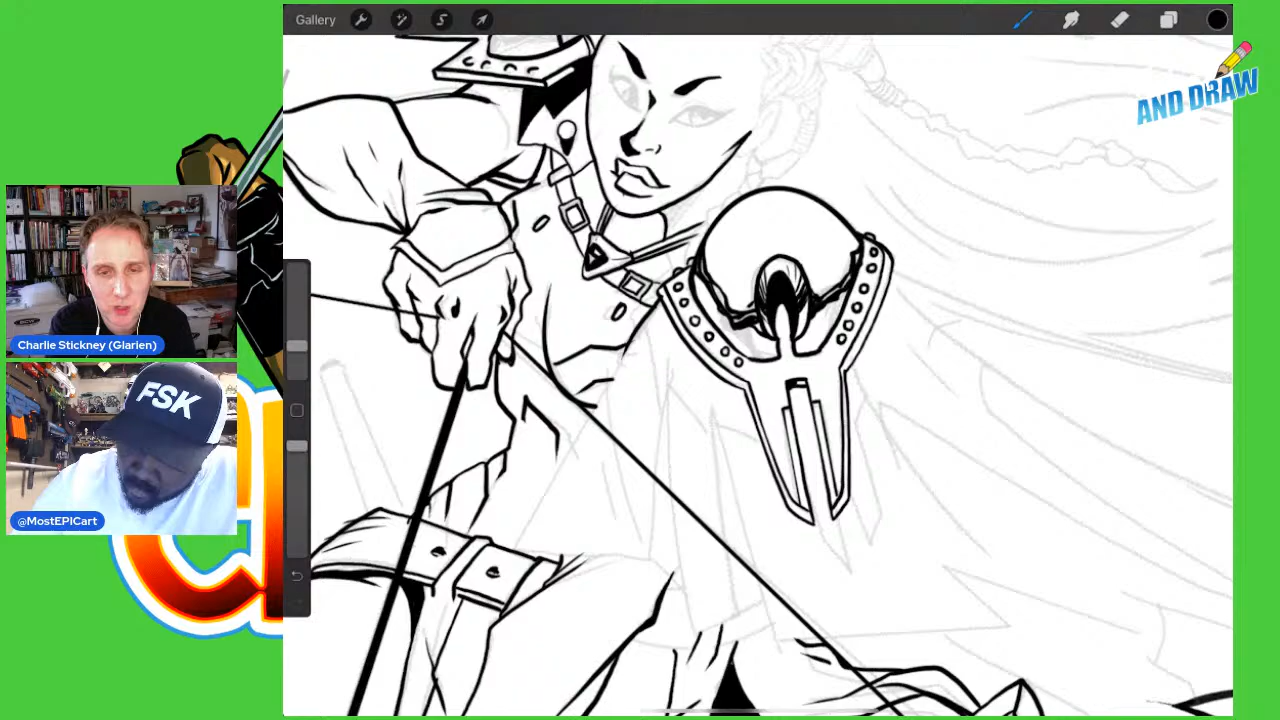 Gallery
AND DRAW
Charlie Stickney (Glarien)
FSK
@MostEPICart